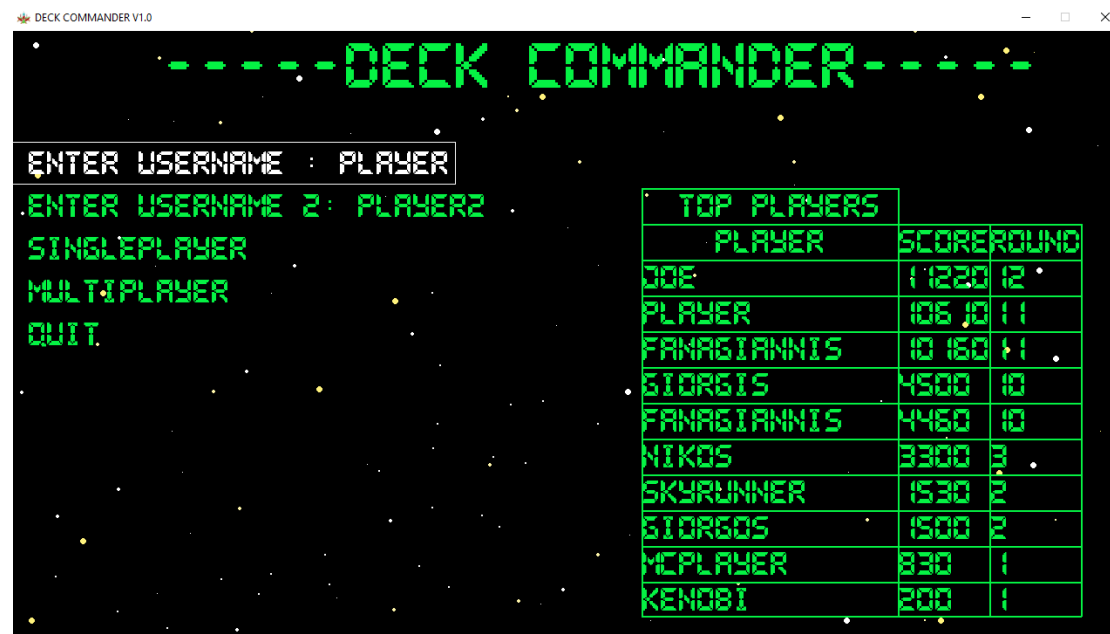 DECK COMMANDER V1.0
-----DECK COMMANDER-----
ENTER USERNAME : PLAYER
ENTER USERNAME 2: PLAYER2
SINGLEPLAYER
MULTIPLAYER
QUIT
TOP PLAYERS
PLAYER SCORE ROUND
JOE 11220 12
PLAYER 10610 11
FANAGIANNIS 10160 11
GIORGIS 4500 10
FANAGIANNIS 4460 10
NIKOS 3300 3
SKYRUNNER 1530 2
GIORGOS 1500 2
MCPLAYER 830 1
KENOBI 200 1